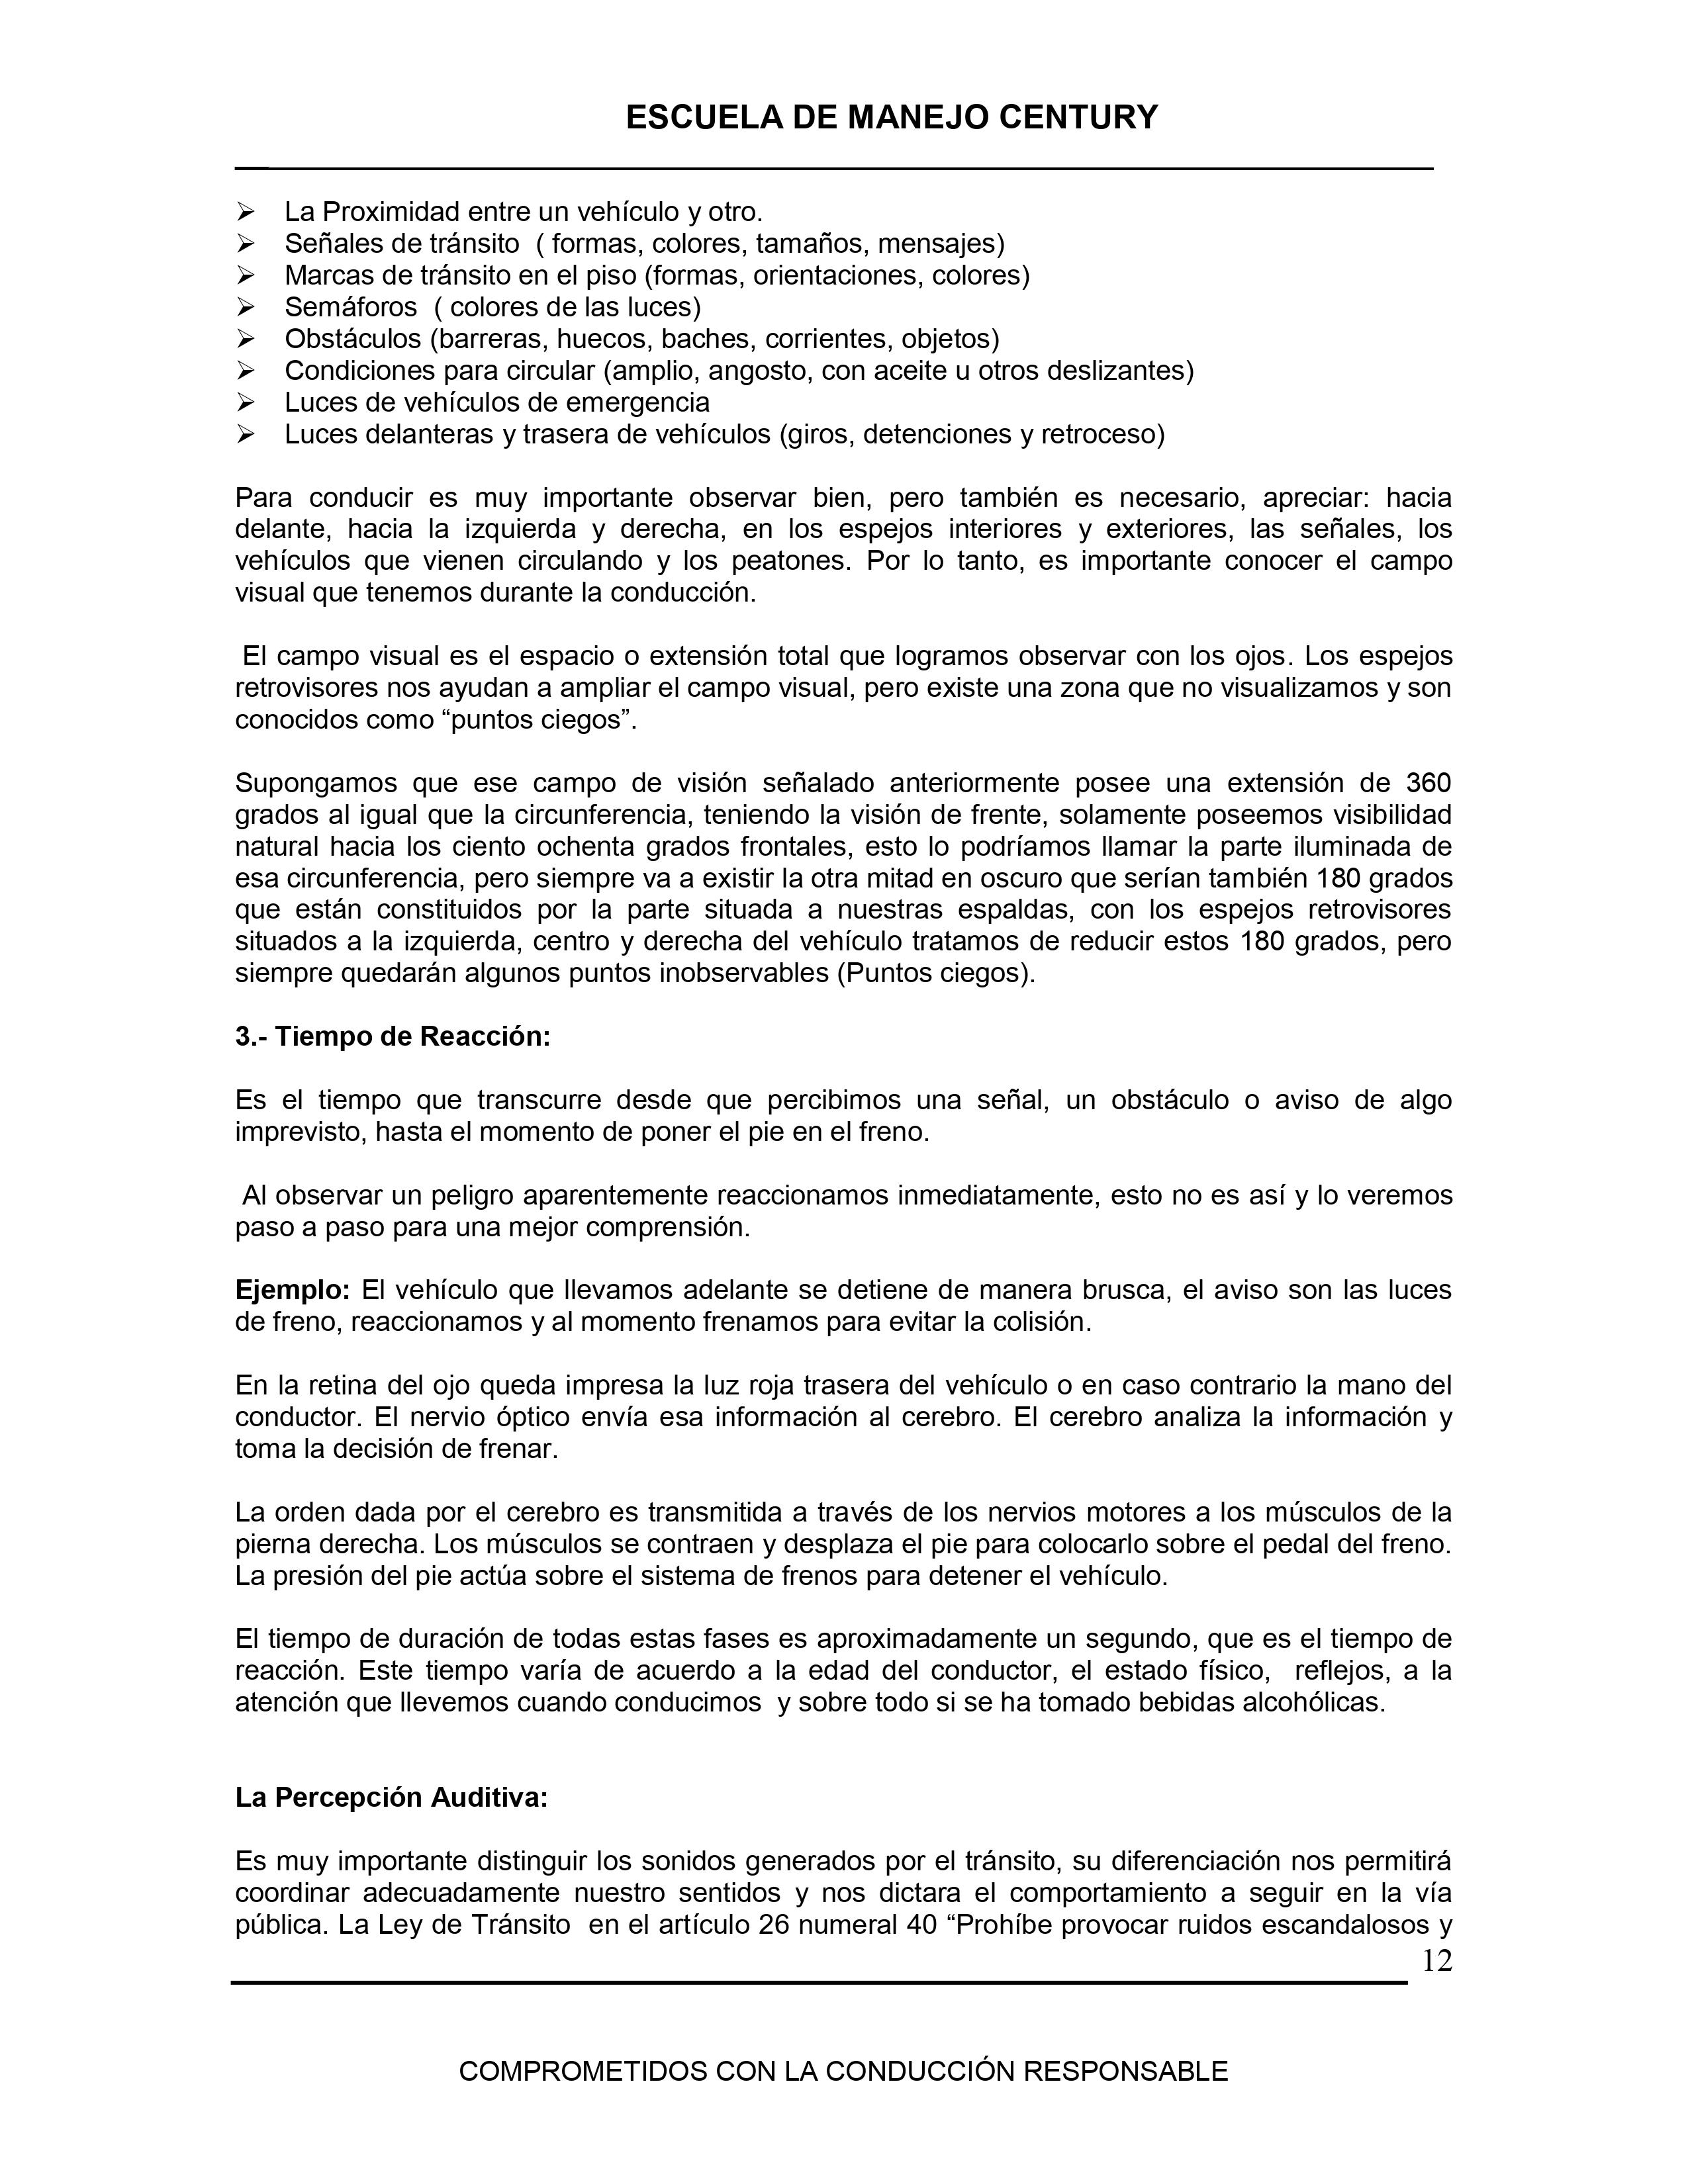 ESCUELA DE MANEJO CENTURY
➢ La Proximidad entre un vehículo y otro.
➢ Señales de tránsito  ( formas, colores, tamaños, mensajes)
➢ Marcas de tránsito en el piso (formas, orientaciones, colores)
➢ Semáforos  ( colores de las luces)
➢ Obstáculos (barreras, huecos, baches, corrientes, objetos)
➢ Condiciones para circular (amplio, angosto, con aceite u otros deslizantes)
➢ Luces de vehículos de emergencia
➢ Luces delanteras y trasera de vehículos (giros, detenciones y retroceso)
Para conducir es muy importante observar bien, pero también es necesario, apreciar: hacia
delante, hacia la izquierda y derecha, en los espejos interiores y exteriores, las señales, los
vehículos que vienen circulando y los peatones. Por lo tanto, es importante conocer el campo
visual que tenemos durante la conducción.
El campo visual es el espacio o extensión total que logramos observar con los ojos. Los espejos
retrovisores nos ayudan a ampliar el campo visual, pero existe una zona que no visualizamos y son
conocidos como “puntos ciegos”.
Supongamos que ese campo de visión señalado anteriormente posee una extensión de 360
grados al igual que la circunferencia, teniendo la visión de frente, solamente poseemos visibilidad
natural hacia los ciento ochenta grados frontales, esto lo podríamos llamar la parte iluminada de
esa circunferencia, pero siempre va a existir la otra mitad en oscuro que serían también 180 grados
que están constituidos por la parte situada a nuestras espaldas, con los espejos retrovisores
situados a la izquierda, centro y derecha del vehículo tratamos de reducir estos 180 grados, pero
siempre quedarán algunos puntos inobservables (Puntos ciegos).
3.- Tiempo de Reacción:
Es el tiempo que transcurre desde que percibimos una señal, un obstáculo o aviso de algo
imprevisto, hasta el momento de poner el pie en el freno.
Al observar un peligro aparentemente reaccionamos inmediatamente, esto no es así y lo veremos
paso a paso para una mejor comprensión.
Ejemplo: El vehículo que llevamos adelante se detiene de manera brusca, el aviso son las luces
de freno, reaccionamos y al momento frenamos para evitar la colisión.
En la retina del ojo queda impresa la luz roja trasera del vehículo o en caso contrario la mano del
conductor. El nervio óptico envía esa información al cerebro. El cerebro analiza la información y
toma la decisión de frenar.
La orden dada por el cerebro es transmitida a través de los nervios motores a los músculos de la
pierna derecha. Los músculos se contraen y desplaza el pie para colocarlo sobre el pedal del freno.
La presión del pie actúa sobre el sistema de frenos para detener el vehículo.
El tiempo de duración de todas estas fases es aproximadamente un segundo, que es el tiempo de
reacción. Este tiempo varía de acuerdo a la edad del conductor, el estado físico,  reflejos, a la
atención que llevemos cuando conducimos  y sobre todo si se ha tomado bebidas alcohólicas.
La Percepción Auditiva:
Es muy importante distinguir los sonidos generados por el tránsito, su diferenciación nos permitirá
coordinar adecuadamente nuestro sentidos y nos dictara el comportamiento a seguir en la vía
pública. La Ley de Tránsito  en el artículo 26 numeral 40 “Prohíbe provocar ruidos escandalosos y
12
COMPROMETIDOS CON LA CONDUCCIÓN RESPONSABLE